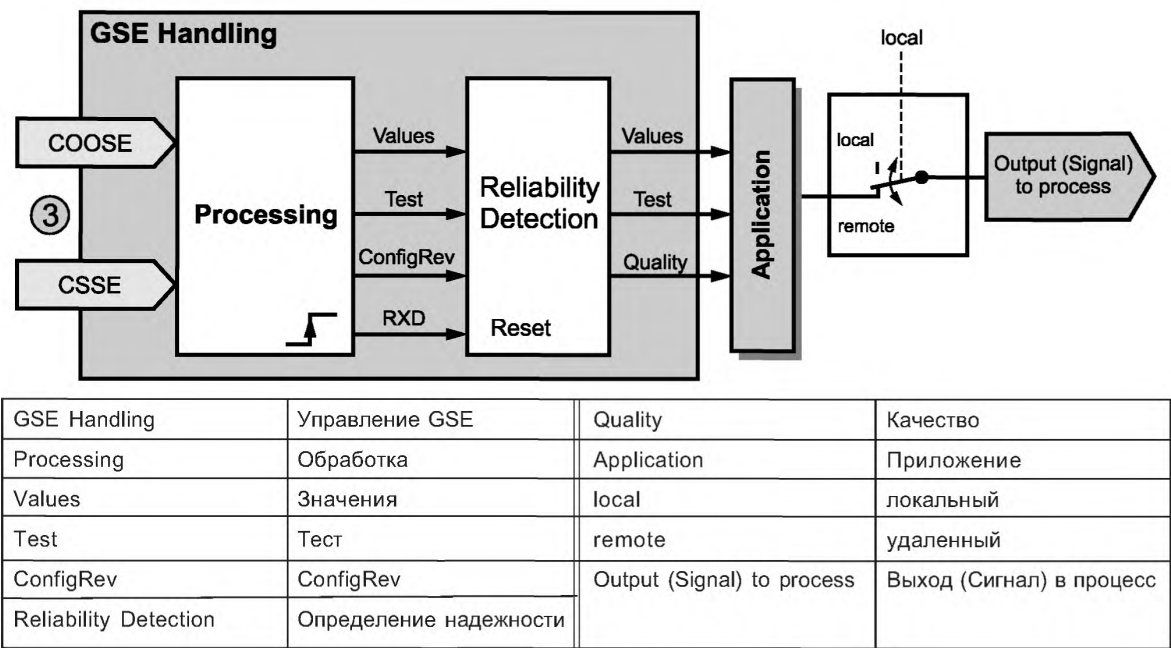 GSE Handling
local
COOSE
Values
Values
local
Output (Signal)
to process
3
Processing
Test
Reliability
Detection
Test
Application
remote
ConfigRev
Quality
CSSE
RXD
Reset
GSE Handling Управление GSE Quality Качество
Processing Обработка Application Приложение
Values Значения local локальный
Test Тест remote удаленный
ConfigRev ConfigRev Output (Signal) to process Выход (Сигнал) в процесс
Reliability Detection Определение надежности